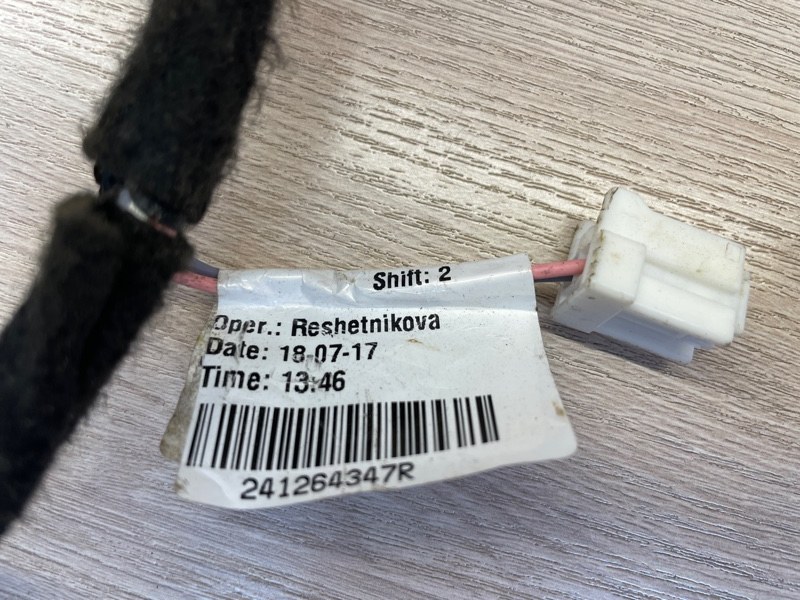 Shift: 2
Oper.: Reshetnikova
Date: 18-07-17
Time: 13:46
241264347R